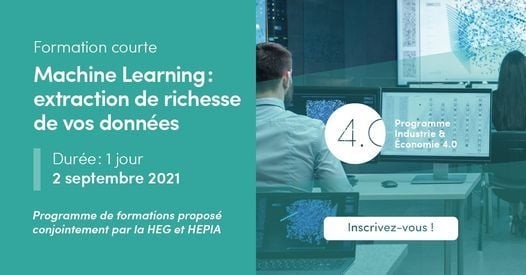 Formation courte
Machine Learning :
extraction de richesse
de vos données
Durée : 1 jour
2 septembre 2021
Programme de formations proposé
conjointement par la HEG et HEPIA
4.0
Programme
Industrie &
Économie 4.0
Inscrivez-vous !